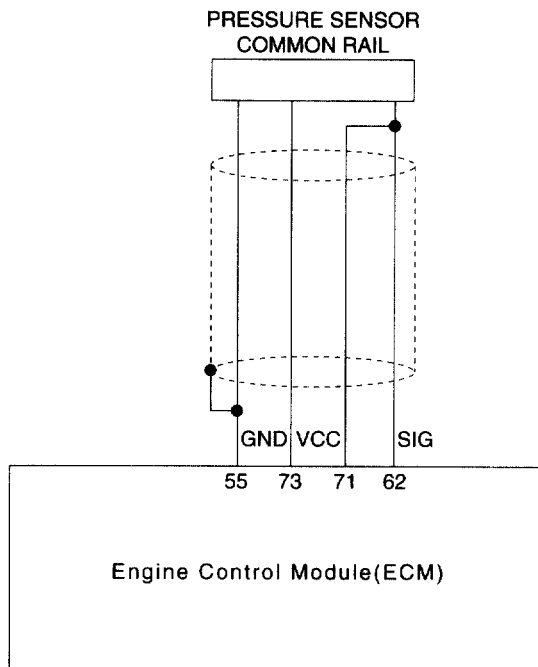 PRESSURE SENSOR
COMMON RAIL
GND VCC SIG
55 73 71 62
Engine Control Module(ECM)